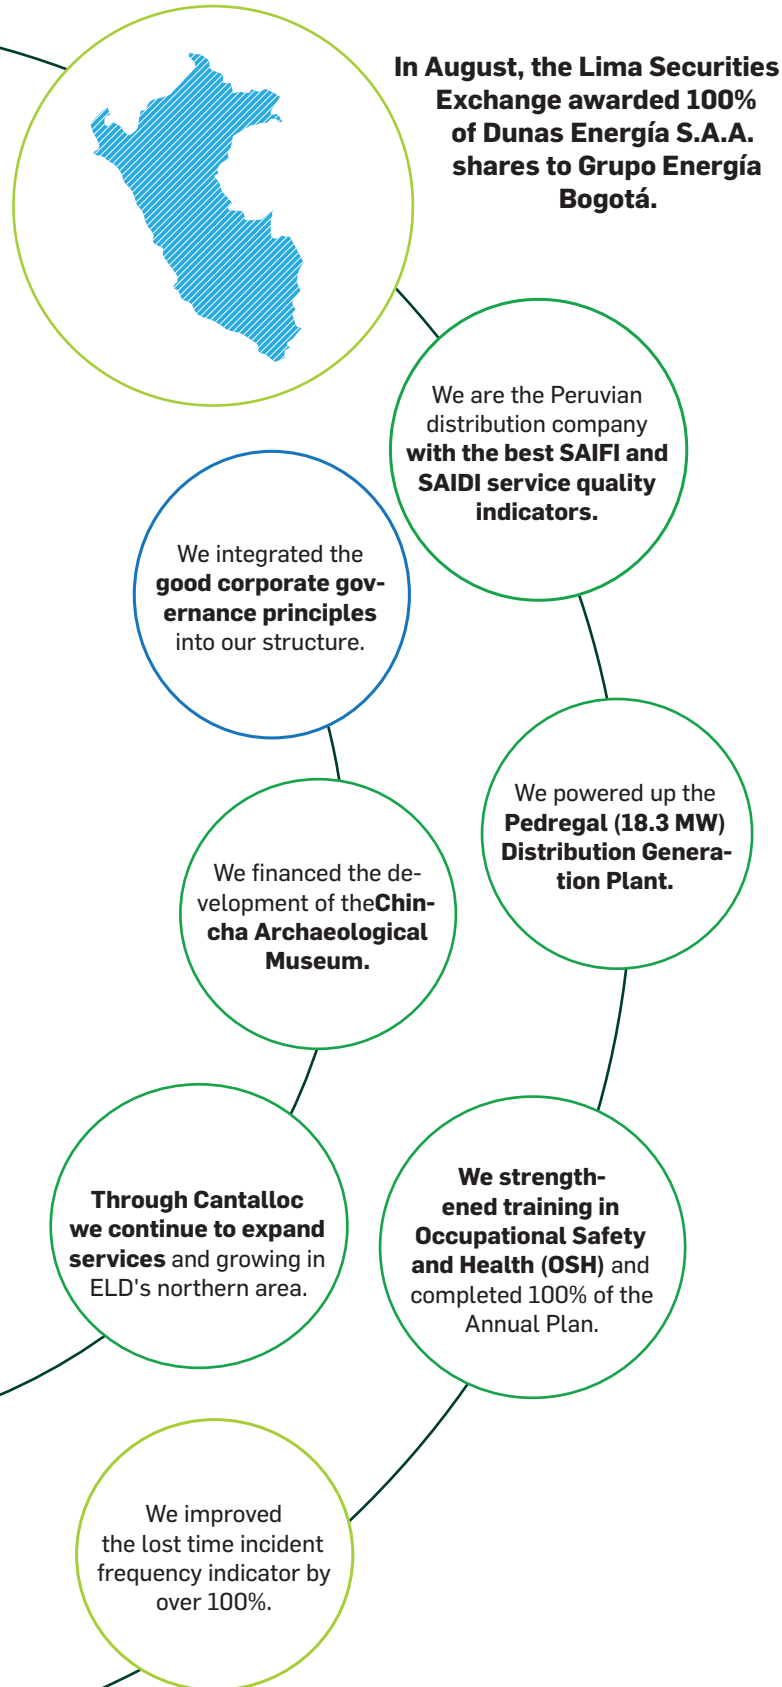 In August, the Lima Securities
Exchange awarded 100%
of Dunas Energía S.A.A.
shares to Grupo Energía
Bogotá.
We are the Peruvian
distribution company
with the best SAIFI and
SAIDI service quality
indicators.
We integrated the
good corporate gov-
ernance principles
into our structure.
We powered up the
Pedregal (18.3 MW)
Distribution Genera-
tion Plant.
We financed the de-
velopment of theChin-
cha Archaeological
Museum.
Through Cantalloc
we continue to expand
services and growing in
ELD's northern area.
We strength-
ened training in
Occupational Safety
and Health (OSH) and
completed 100% of the
Annual Plan.
We improved
the lost time incident
frequency indicator by
over 100%.